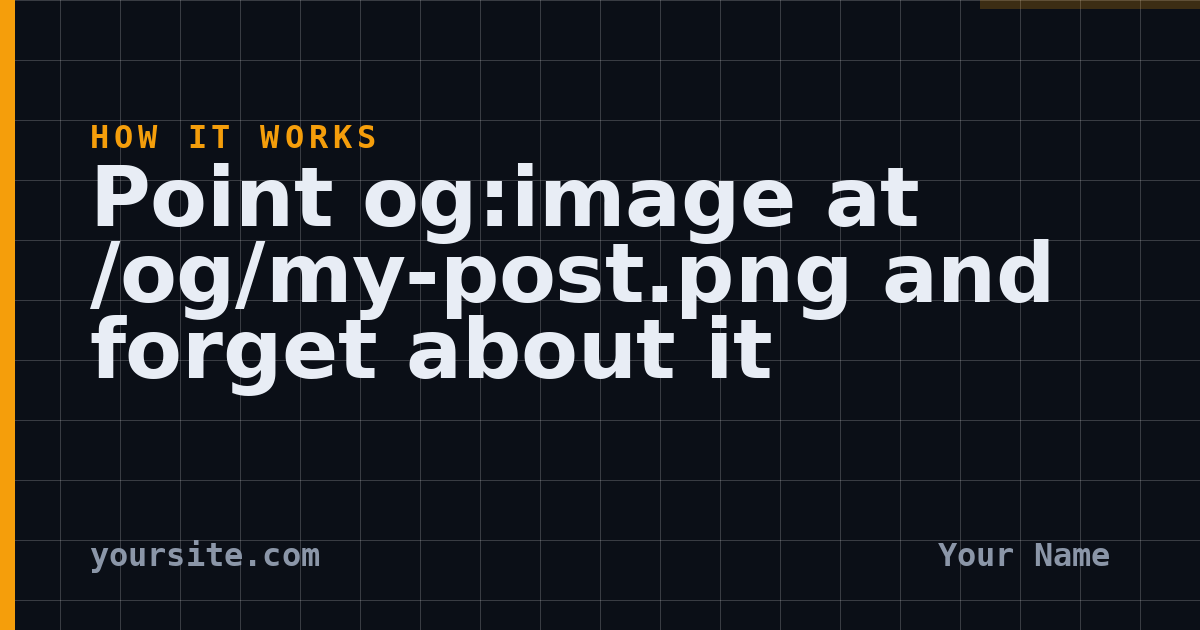 HOW IT WORKS
Point og:image at
/og/my-post.png and
forget about it
yoursite.com
Your Name